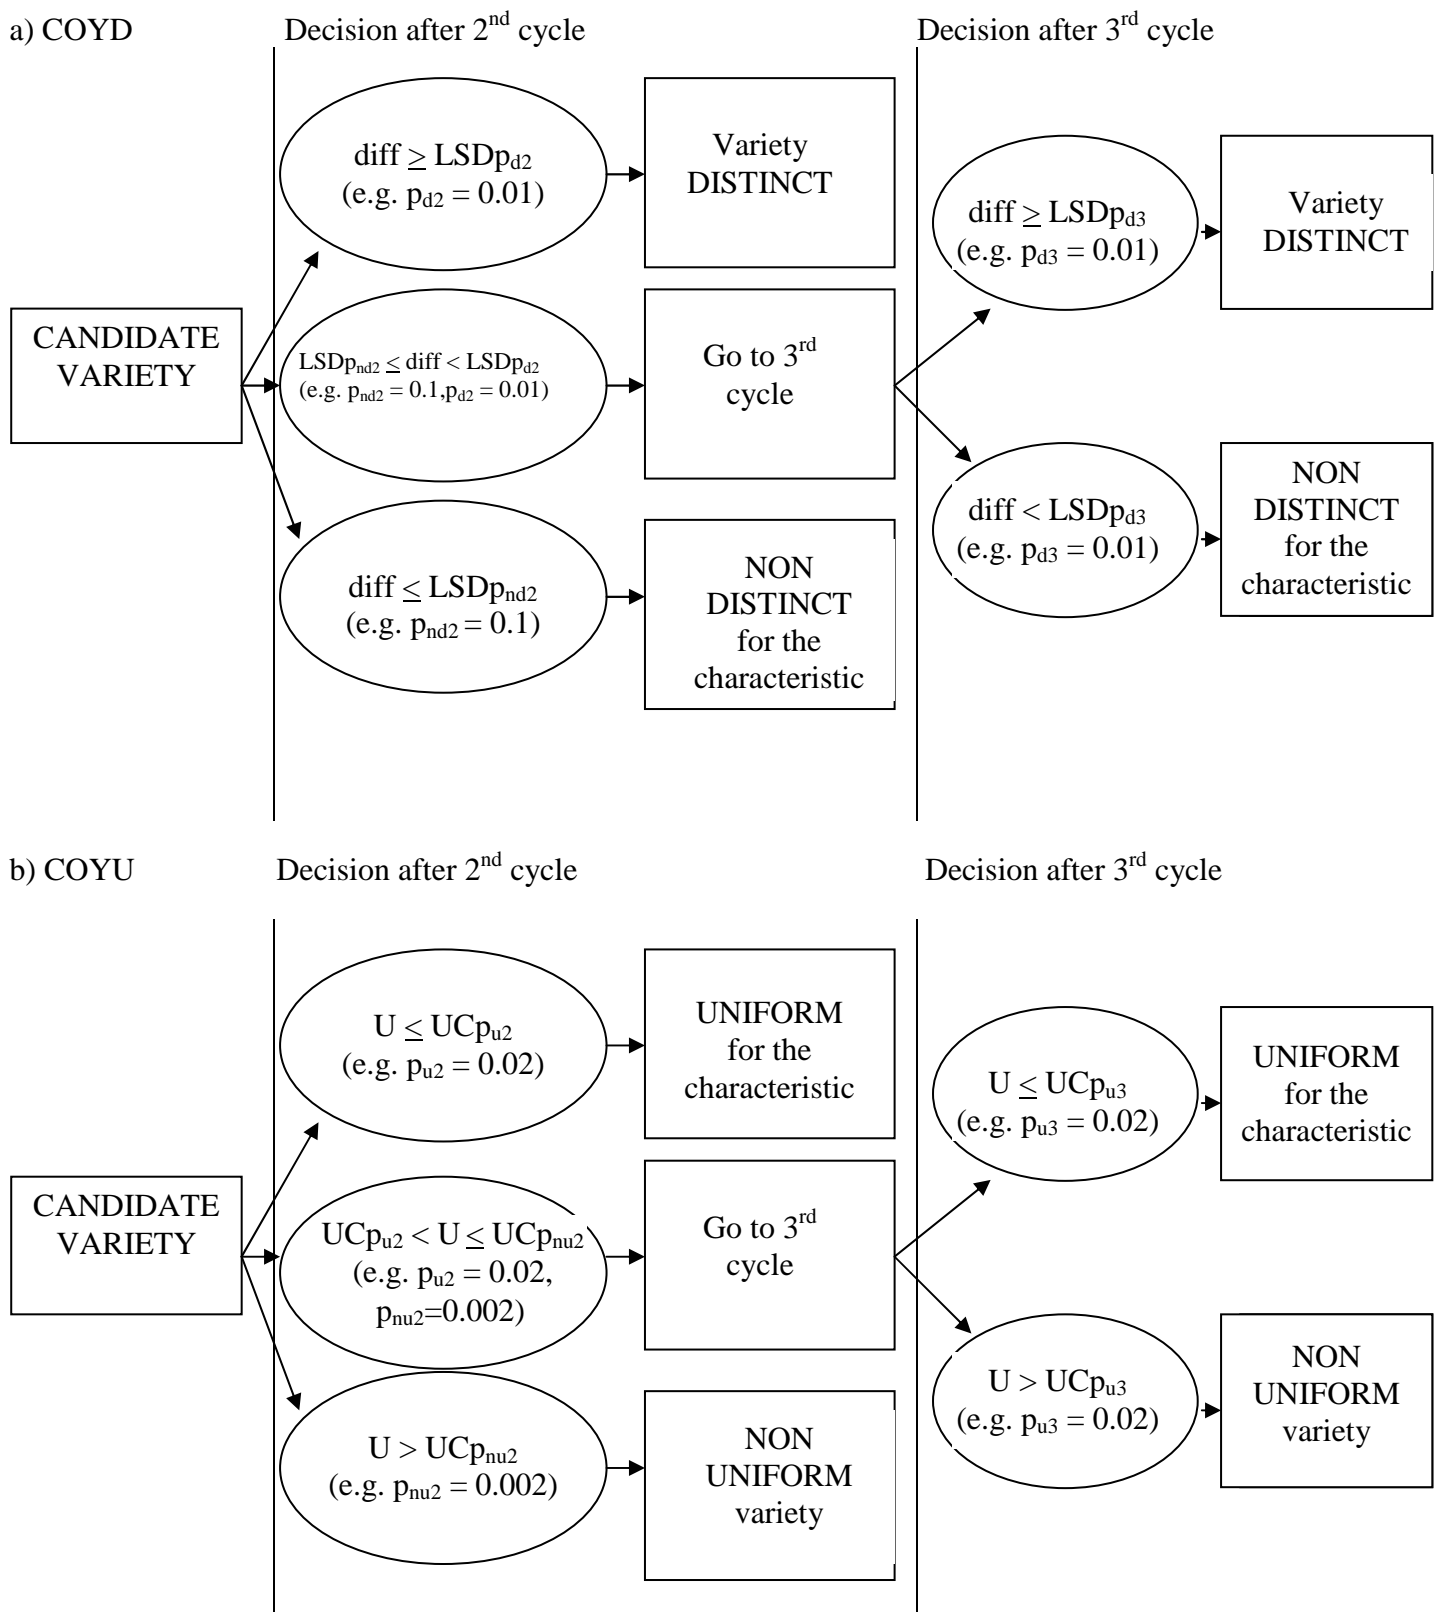 a) COYD
Decision after 2nd cycle
Decision after 3rd cycle
CANDIDATE
VARIETY
diff ≥ LSDpd2
(e.g. pd2 = 0.01)
Variety
DISTINCT
LSDpnd2 ≤ diff < LSDpd2
(e.g. pnd2 = 0.1,pd2 = 0.01)
Go to 3rd
cycle
diff ≤ LSDpnd2
(e.g. pnd2 = 0.1)
NON
DISTINCT
for the
characteristic
diff ≥ LSDpd3
(e.g. pd3 = 0.01)
Variety
DISTINCT
diff < LSDpd3
(e.g. pd3 = 0.01)
NON
DISTINCT
for the
characteristic
b) COYU
Decision after 2nd cycle
Decision after 3rd cycle
CANDIDATE
VARIETY
U ≤ UCpu2
(e.g. pu2 = 0.02)
UNIFORM
for the
characteristic
UCpu2 < U ≤ UCpnu2
(e.g. pu2 = 0.02,
pnu2=0.002)
Go to 3rd
cycle
U > UCpnu2
(e.g. pnu2 = 0.002)
NON
UNIFORM
variety
U ≤ UCpu3
(e.g. pu3 = 0.02)
UNIFORM
for the
characteristic
U > UCpu3
(e.g. pu3 = 0.02)
NON
UNIFORM
variety